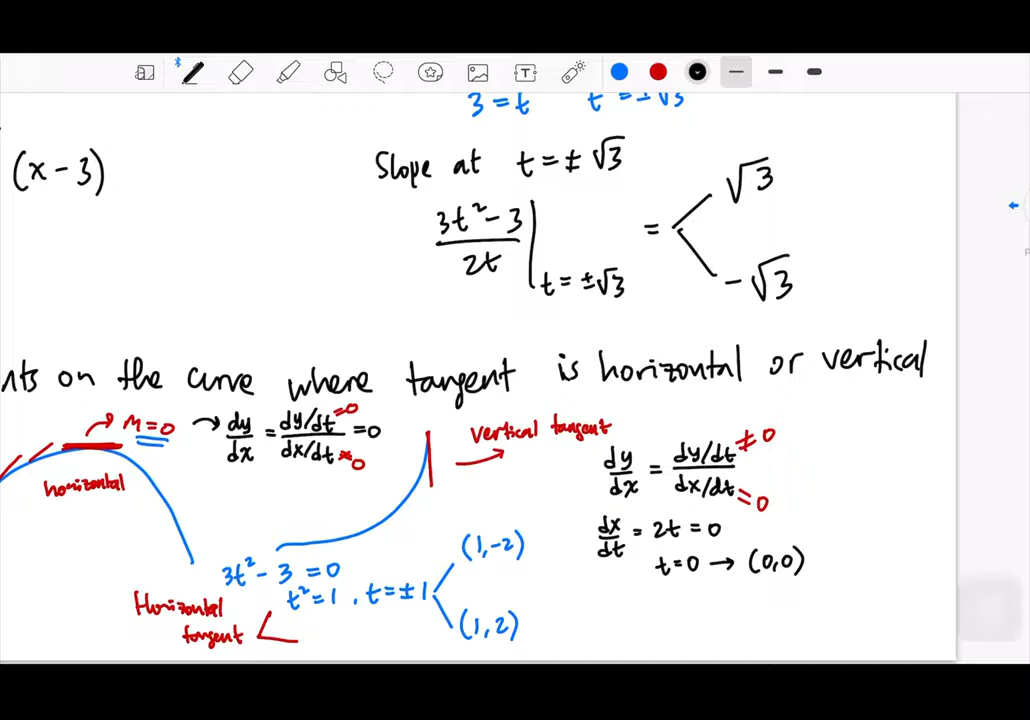 3 = t   t = ±√3
(x - 3)
Slope at t = ± √3
3t² - 3 / 2t | t = ±√3 = √3
- √3
nts on the curve where tangent is horizontal or vertical
M = 0 → dy/dx = dy/dt = 0 / dx/dt ≠ 0 = 0
horizontal
vertical tangent
dy/dx = dy/dt ≠ 0 / dx/dt = 0
dx/dt = 2t = 0
t = 0 → (0,0)
3t² - 3 = 0
t² = 1 , t = ± 1
(1,-2)
(1, 2)
Horizontal
tangent